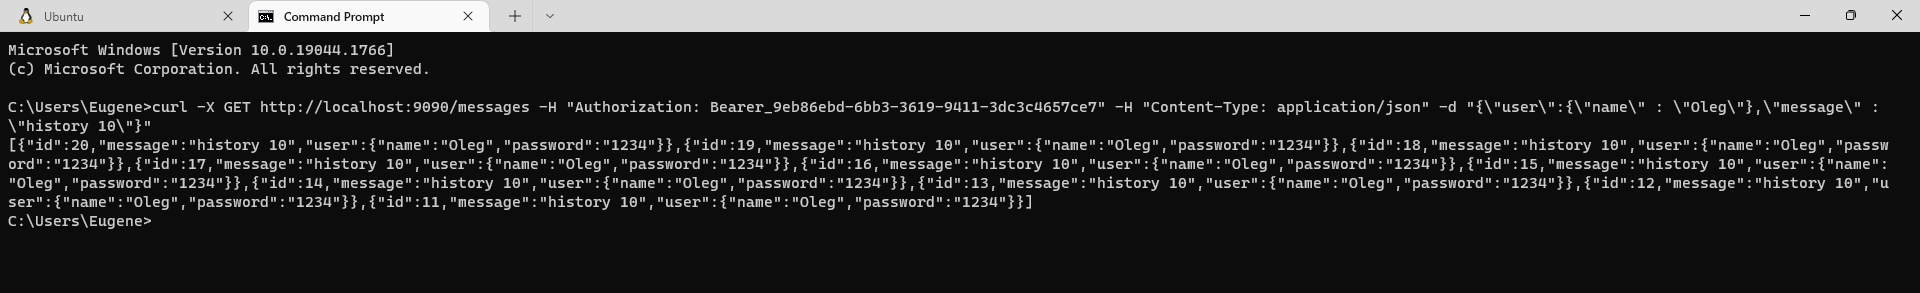 Ubuntu
Command Prompt
Microsoft Windows [Version 10.0.19044.1766]
(c) Microsoft Corporation. All rights reserved.
C:\Users\Eugene>curl -X GET http://localhost:9090/messages -H "Authorization: Bearer_9eb86ebd-6bb3-3619-9411-3dc3c4657ce7" -H "Content-Type: application/json" -d "{\"user\":{\"name\" : \"Oleg\"},\"message\" :
\"history 10\"}"
[{"id":20,"message":"history 10","user":{"name":"Oleg","password":"1234"}},{"id":19,"message":"history 10","user":{"name":"Oleg","password":"1234"}},{"id":18,"message":"history 10","user":{"name":"Oleg","passw
ord":"1234"}},{"id":17,"message":"history 10","user":{"name":"Oleg","password":"1234"}},{"id":16,"message":"history 10","user":{"name":"Oleg","password":"1234"}},{"id":15,"message":"history 10","user":{"name":
"Oleg","password":"1234"}},{"id":14,"message":"history 10","user":{"name":"Oleg","password":"1234"}},{"id":13,"message":"history 10","user":{"name":"Oleg","password":"1234"}},{"id":12,"message":"history 10","u
ser":{"name":"Oleg","password":"1234"}},{"id":11,"message":"history 10","user":{"name":"Oleg","password":"1234"}}]
C:\Users\Eugene>